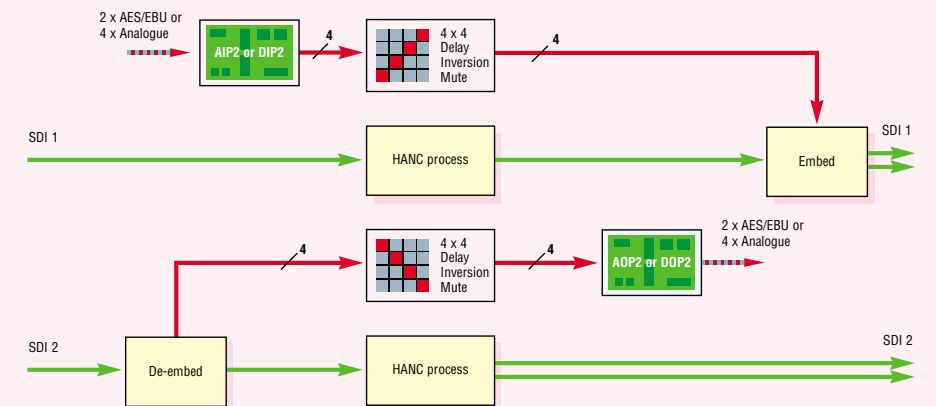 2 x AES/EBU or
4 x Analogue
AIP2 or DIP2
4
4 x 4
Delay
Inversion
Mute
4
SDI 1
HANC process
Embed
SDI 1
4
4 x 4
Delay
Inversion
Mute
4
AOP2 or DOP2
2 x AES/EBU or
4 x Analogue
SDI 2
De-embed
HANC process
SDI 2